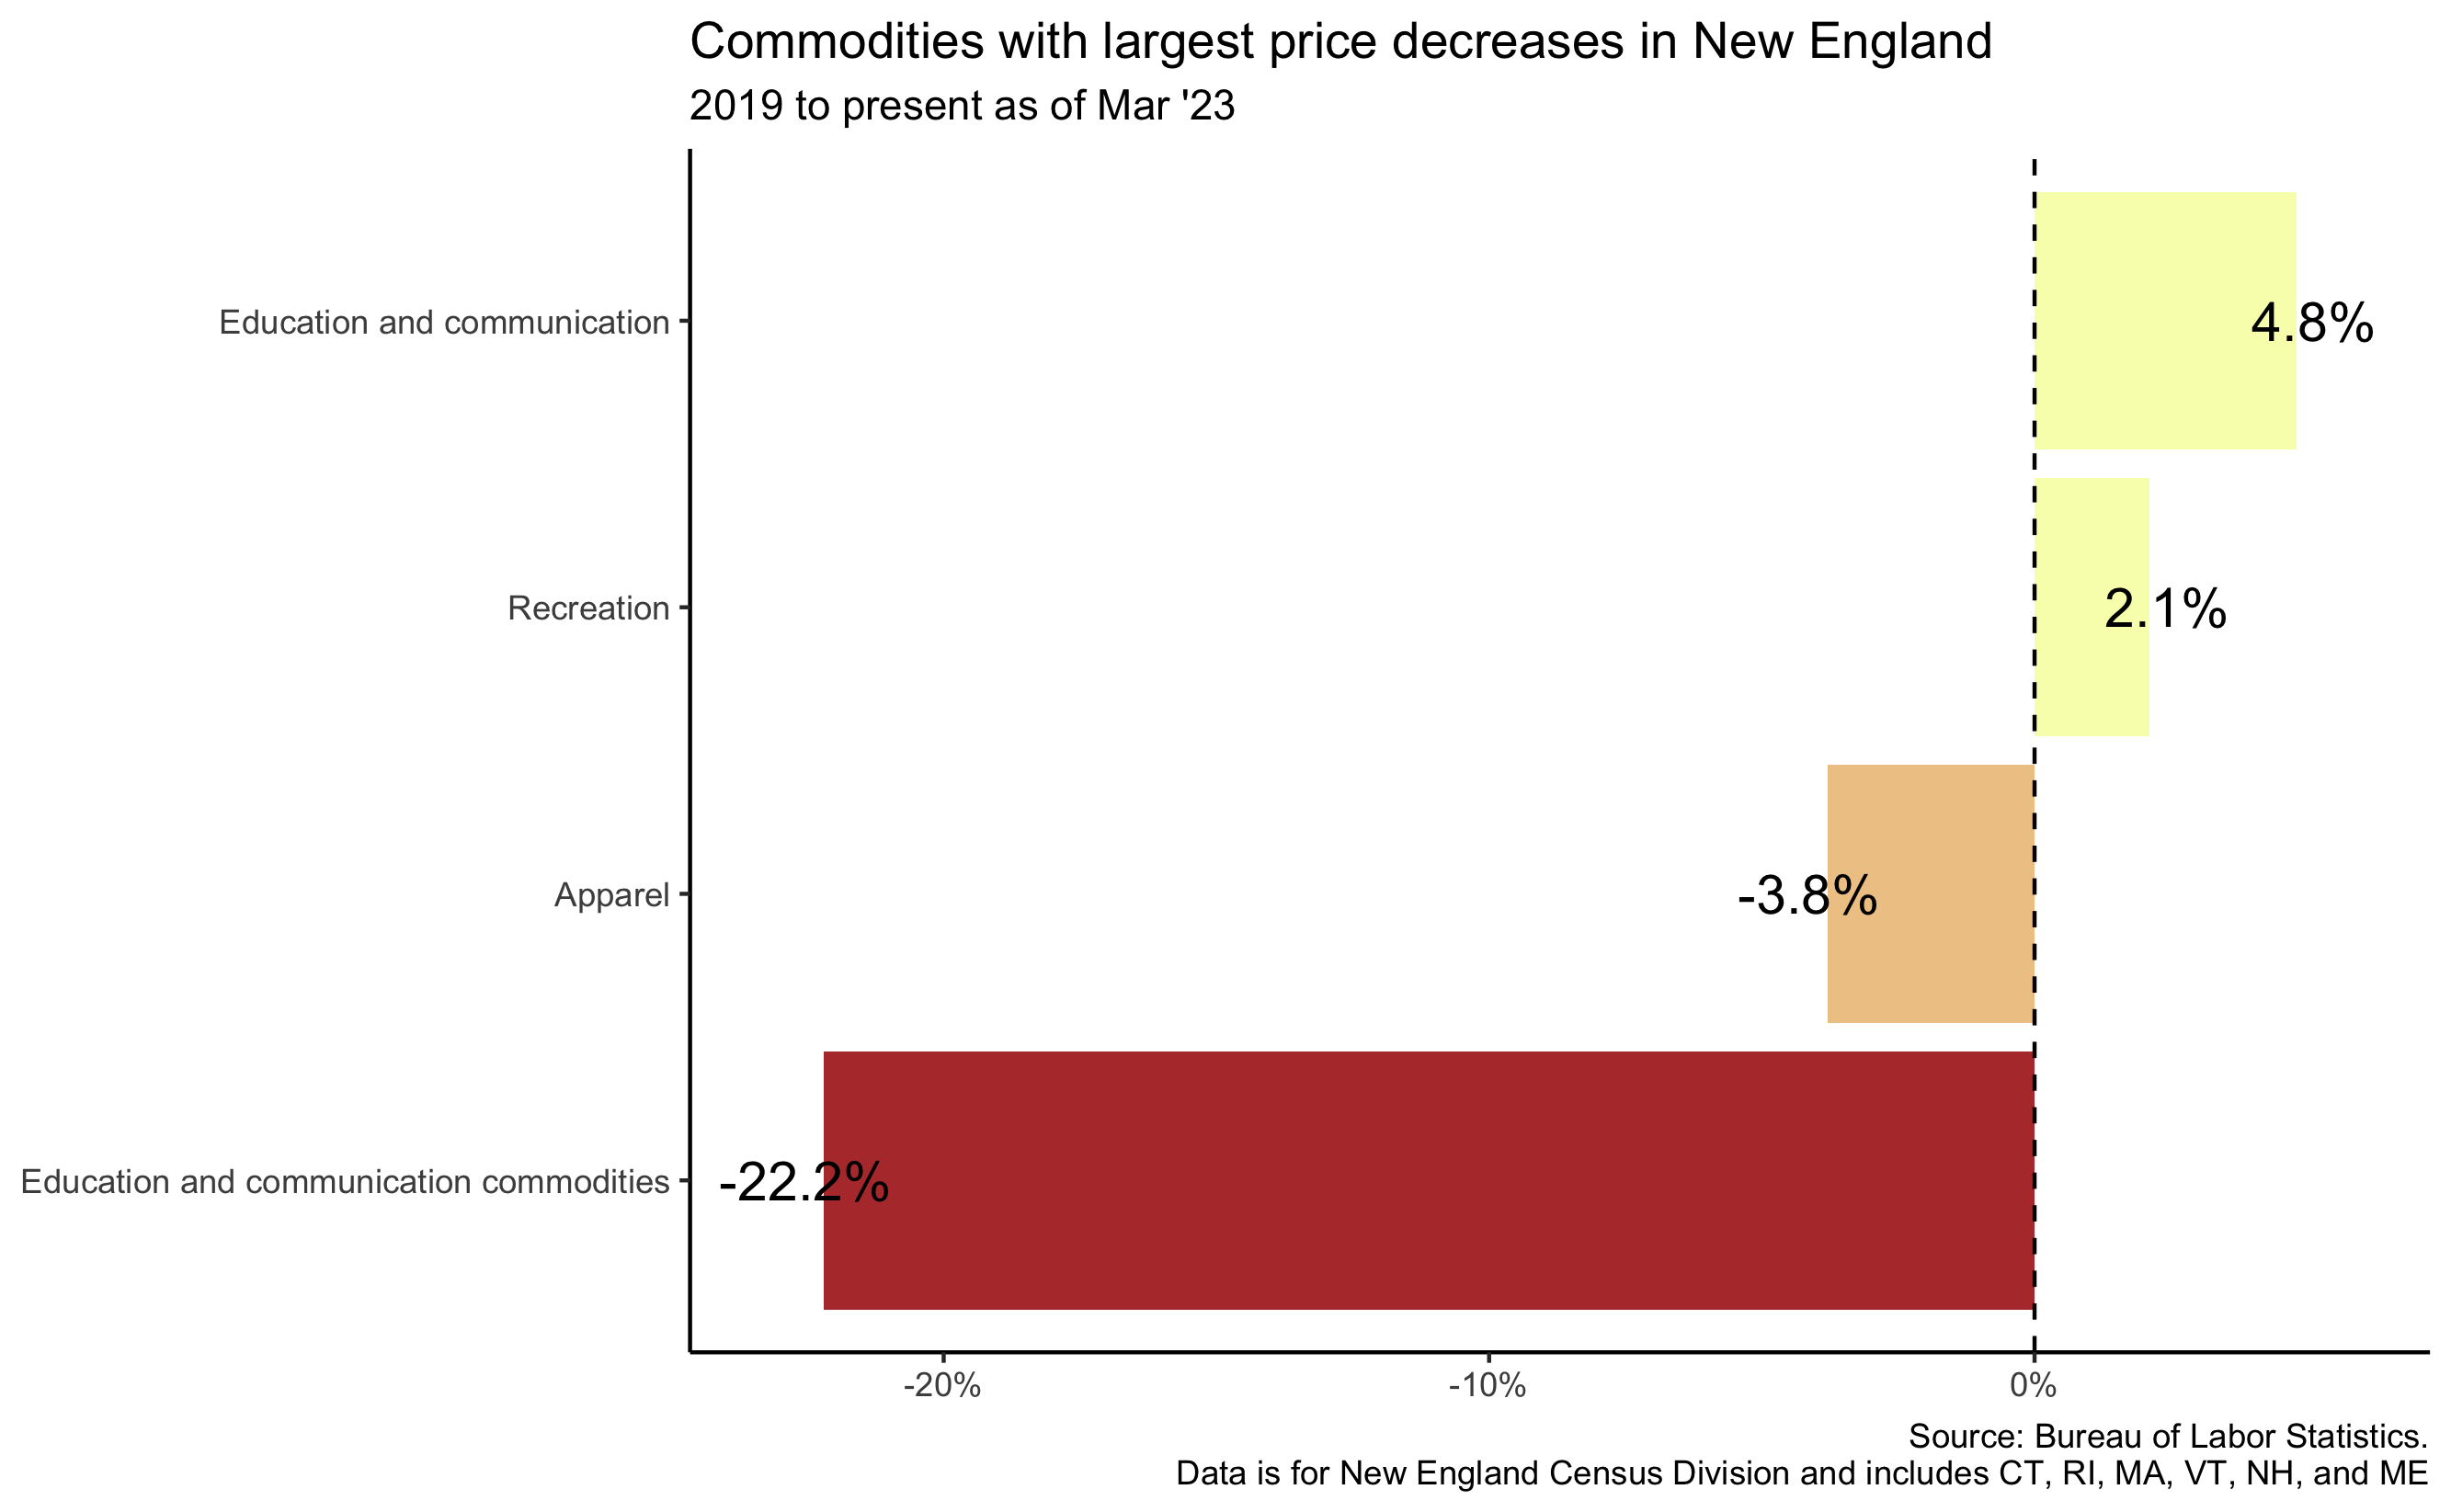 Commodities with largest price decreases in New England
2019 to present as of Mar '23
Education and communication
4.8%
Recreation
2.1%
Apparel
-3.8%
Education and communication commodities
-22.2%
-20%
-10%
0%
Source: Bureau of Labor Statistics.
Data is for New England Census Division and includes CT, RI, MA, VT, NH, and ME